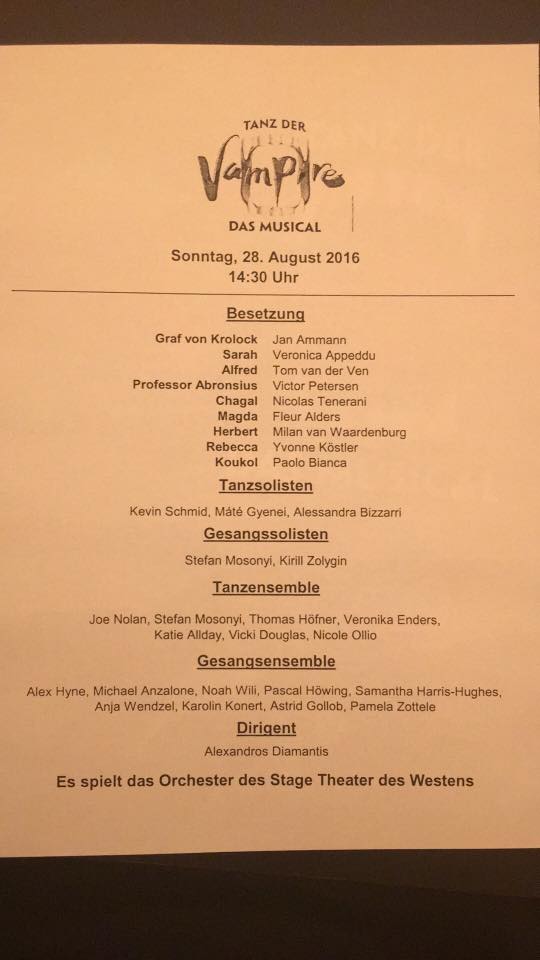 TANZ DER
Vampire
DAS MUSICAL
Sonntag, 28. August 2016
14:30 Uhr
Besetzung
Graf von Krolock Jan Ammann
Sarah Veronica Appeddu
Alfred Tom van der Ven
Professor Abronsius Victor Petersen
Chagal Nicolas Tenerani
Magda Fleur Alders
Herbert Milan van Waardenburg
Rebecca Yvonne Köstler
Koukol Paolo Bianca
Tanzsolisten
Kevin Schmid, Máté Gyenei, Alessandra Bizzarri
Gesangssolisten
Stefan Mosonyi, Kirill Zolygin
Tanzensemble
Joe Nolan, Stefan Mosonyi, Thomas Höfner, Veronika Enders,
Katie Allday, Vicki Douglas, Nicole Ollio
Gesangsensemble
Alex Hyne, Michael Anzalone, Noah Wili, Pascal Höwing, Samantha Harris-Hughes,
Anja Wendzel, Karolin Konert, Astrid Gollob, Pamela Zottele
Dirigent
Alexandros Diamantis
Es spielt das Orchester des Stage Theater des Westens